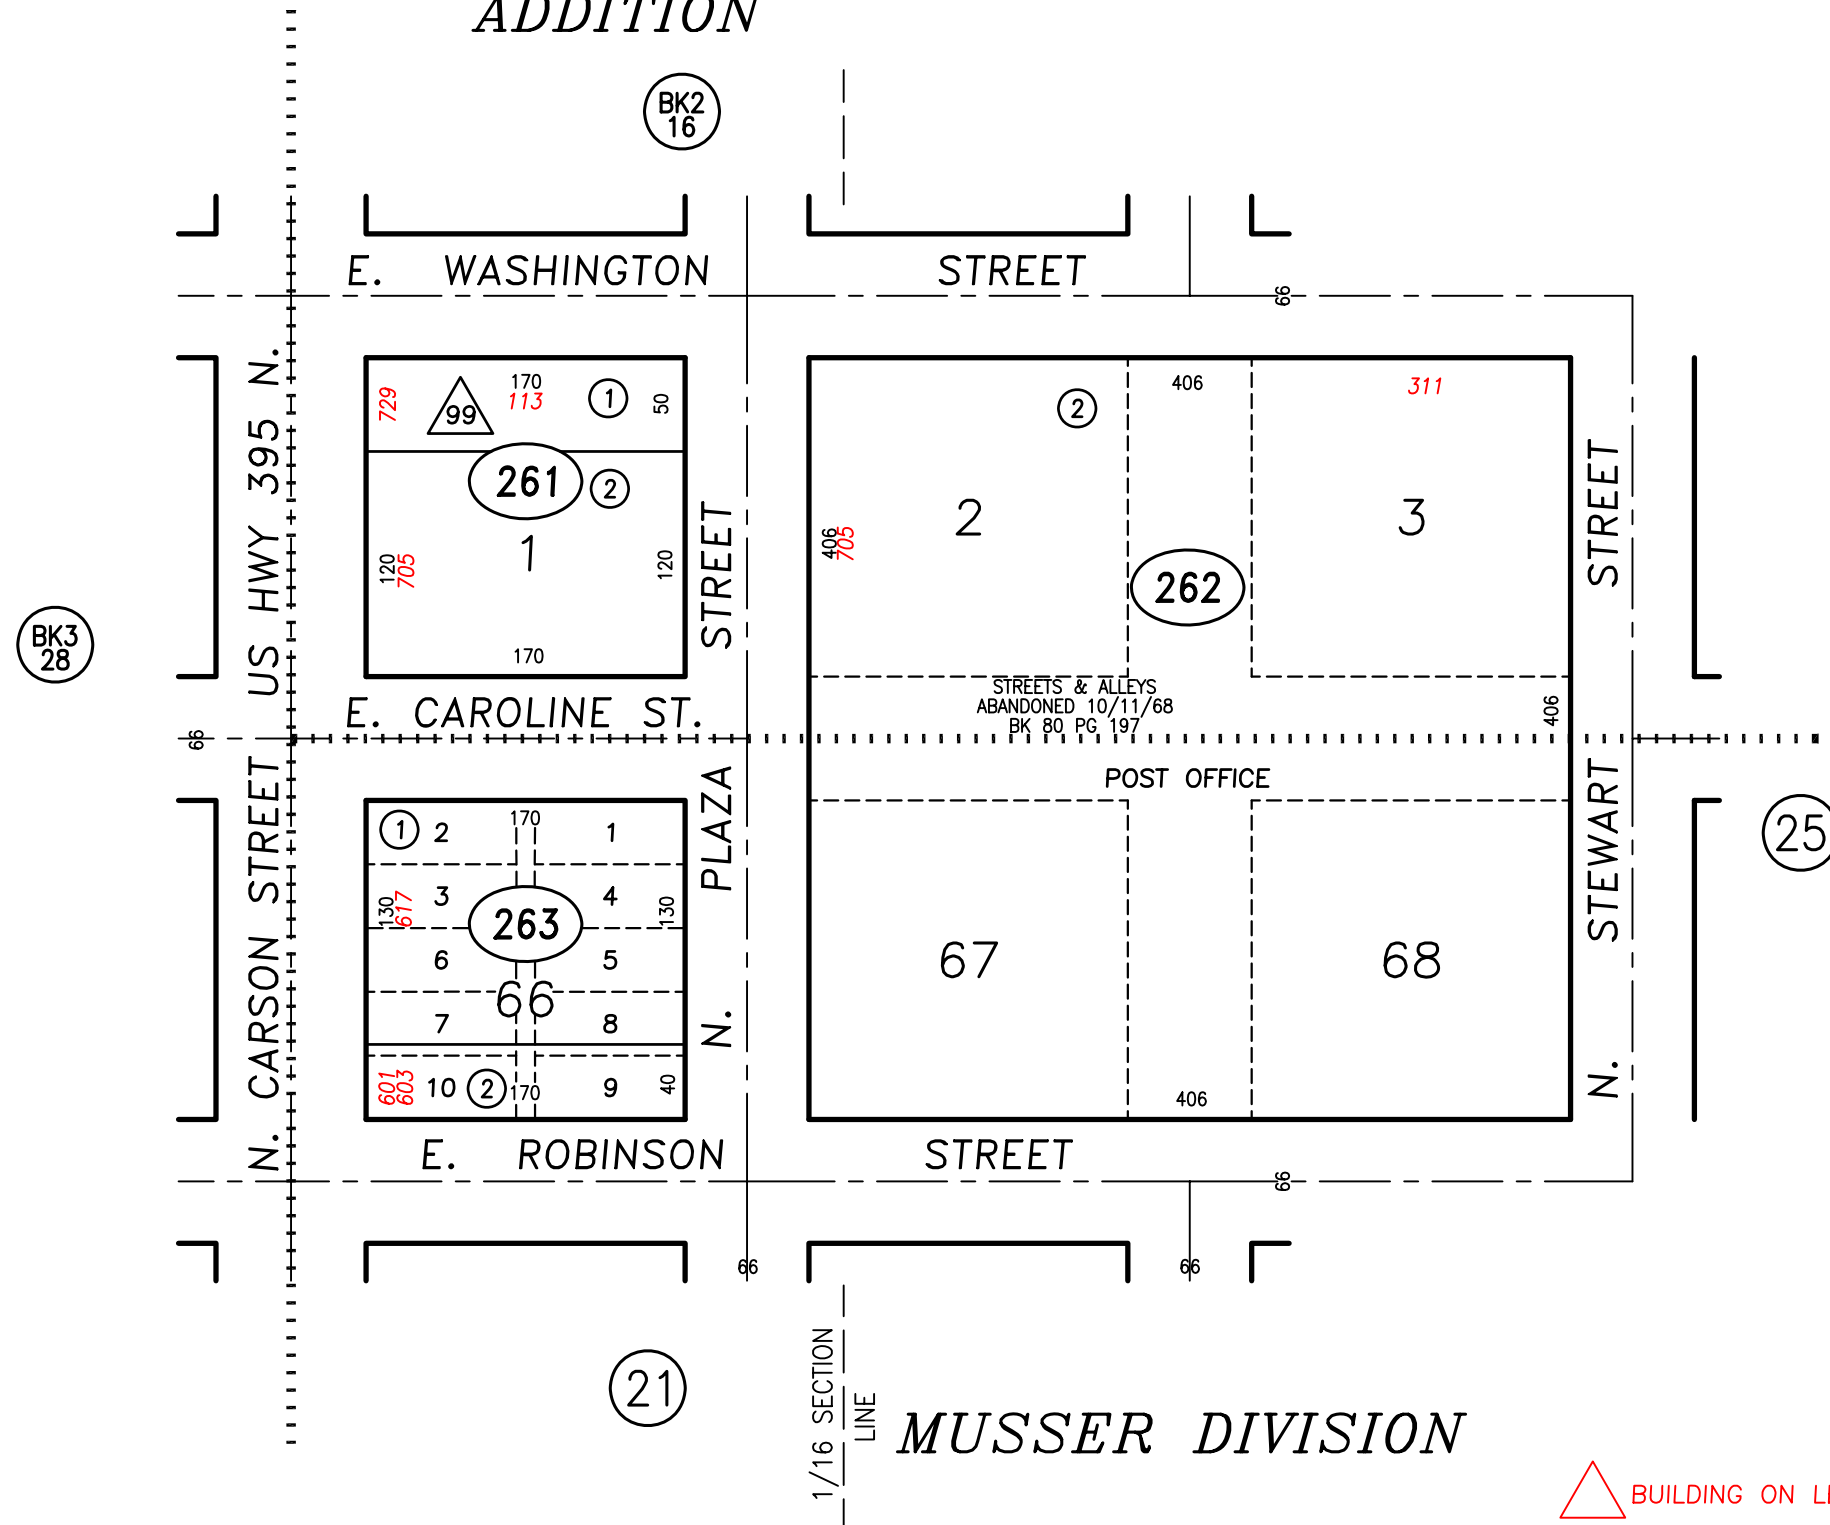 ADDITION
BK2
16
E. WASHINGTON STREET
66
US HWY 395 N.
729
99
170
113
1
50
261
2
1
120
705
120
170
PLAZA STREET
N.
406
2
311
406
705
2
3
262
STREETS & ALLEYS
ABANDONED 10/11/68
BK 80 PG 197
406
POST OFFICE
67
68
406
N. STEWART STREET
BK3
28
E. CAROLINE ST.
66
N. CARSON STREET
1
2
170
1
130
617
3
263
4
130
6
5
66
7
8
601
603
10
2
170
9
40
25
E. ROBINSON STREET
66
66
66
21
1/16 SECTION
LINE
MUSSER DIVISION
BUILDING ON